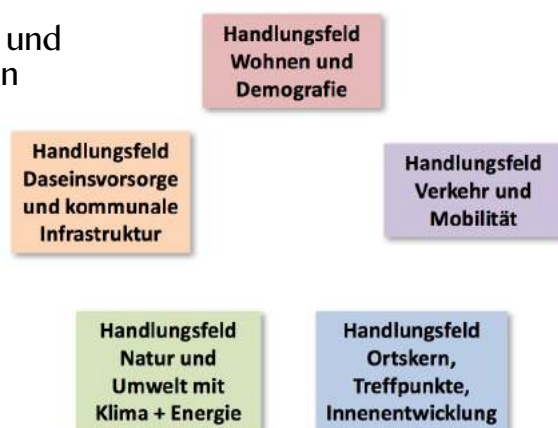 und
n
Handlungsfeld
Wohnen und
Demografie
Handlungsfeld
Daseinsvorsorge
und kommunale
Infrastruktur
Handlungsfeld
Verkehr und
Mobilität
Handlungsfeld
Natur und
Umwelt mit
Klima + Energie
Handlungsfeld
Ortskern,
Treffpunkte,
Innenentwicklung